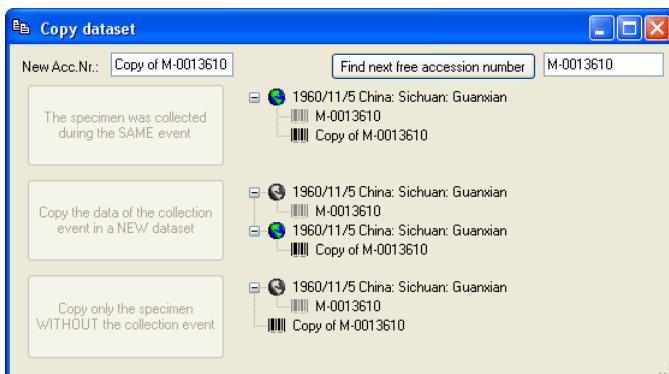 Copy dataset
New Acc.Nr.: Copy of M-0013610 Find next free accession number M-0013610
The specimen was collected
during the SAME event
1960/11/5 China: Sichuan: Guanxian
M-0013610
Copy of M-0013610
Copy the data of the collection
event in a NEW dataset
1960/11/5 China: Sichuan: Guanxian
M-0013610
1960/11/5 China: Sichuan: Guanxian
Copy of M-0013610
Copy only the specimen
WITHOUT the collection event
1960/11/5 China: Sichuan: Guanxian
M-0013610
Copy of M-0013610